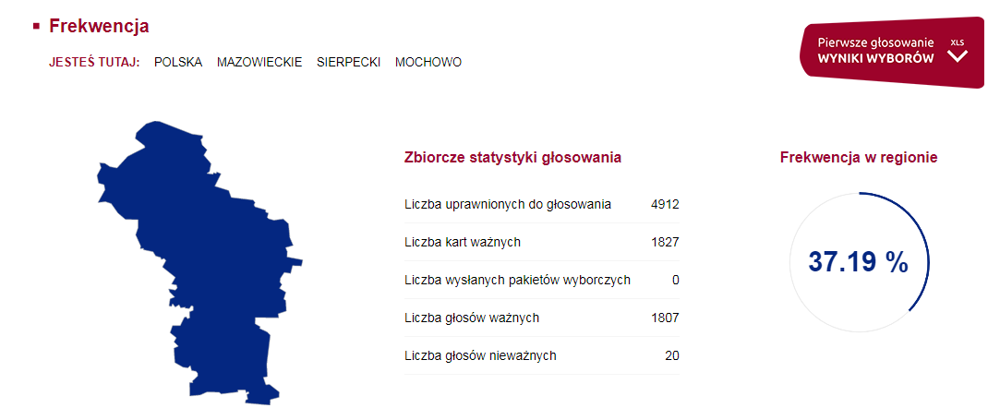 Frekwencja
JESTEŚ TUTAJ: POLSKA MAZOWIECKIE SIERPECKI MOCHOWO
Pierwsze głosowanie XLS
WYNIKI WYBORÓW
Zbiorcze statystyki głosowania
Liczba uprawnionych do głosowania 4912
Liczba kart ważnych 1827
Liczba wysłanych pakietów wyborczych 0
Liczba głosów ważnych 1807
Liczba głosów nieważnych 20
Frekwencja w regionie
37.19 %